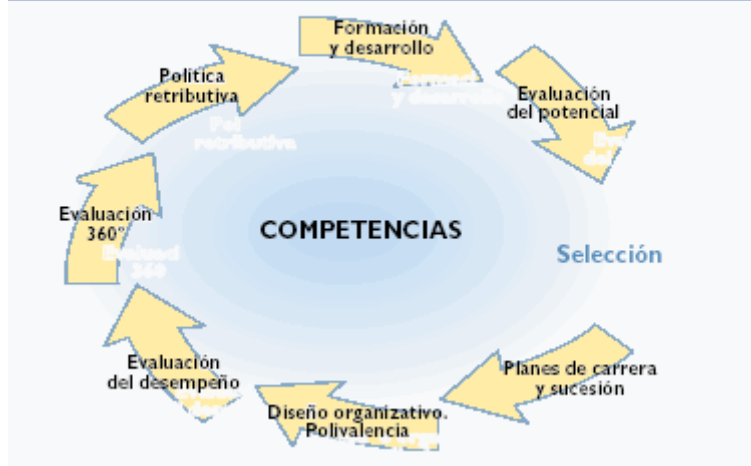 Formación
y desarrollo
Política
retributiva
Evaluación
del potencial
Evaluación
360°
COMPETENCIAS
Selección
Evaluación
del desempeño
Planes de carrera
y sucesión
Diseño organizativo.
Polivalencia